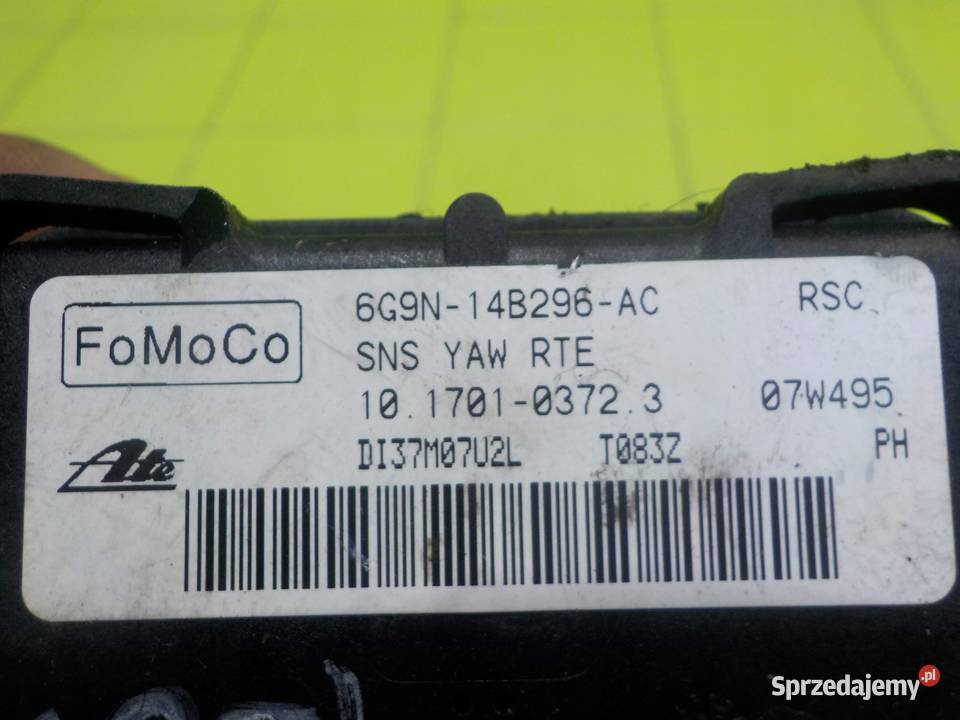 6G9N-14B296-AC RSC
FoMoCo
SNS YAW RTE
10.1701-0372.3 07W495
DI37M07U2L T083Z PH
Ate
Sprzedajemy.pl